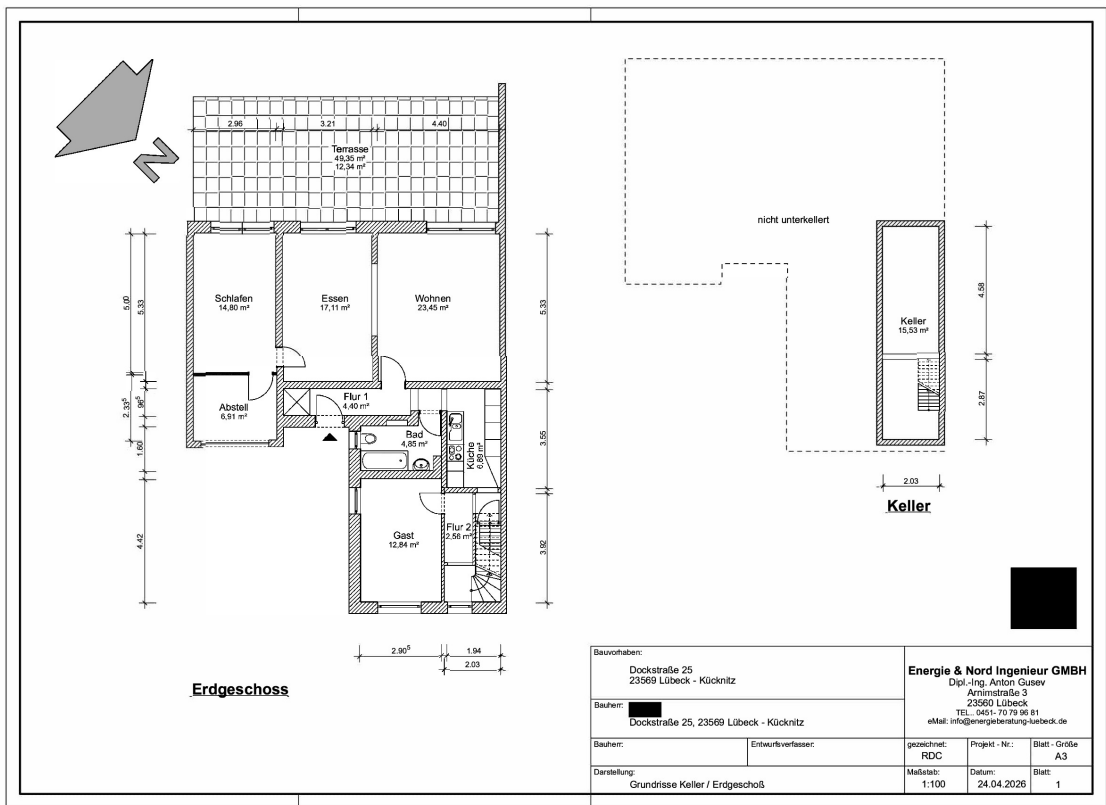 N
2.96
3.21
4.40
Terrasse
49,35 m²
12,34 m²
Schlafen
14,80 m²
Essen
17,11 m²
Wohnen
23,45 m²
5.00
5.33
5.33
Abstell
6,91 m²
Flur 1
4,40 m²
2.33⁵
96⁵
1.60
Bad
4,85 m²
Küche
6,89 m²
3.55
Gast
12,84 m²
Flur 2
2,56 m²
4.42
3.92
2.90⁵
1.94
2.03
Erdgeschoss
nicht unterkellert
Keller
15,53 m²
4.58
2.87
2.03
Keller
Bauvorhaben:
Dockstraße 25
23569 Lübeck - Kücknitz
Bauherr:
Dockstraße 25, 23569 Lübeck - Kücknitz
Energie & Nord Ingenieur GMBH
Dipl.-Ing. Anton Gusev
Arnimstraße 3
23560 Lübeck
TEL.. 0451- 70 79 96 81
eMail: info@energieberatung-luebeck.de
Bauherr:
Entwurfsverfasser:
gezeichnet:
RDC
Projekt - Nr.:
Blatt - Größe
A3
Darstellung:
Grundrisse Keller / Erdgeschoß
Maßstab:
1:100
Datum:
24.04.2026
Blatt:
1